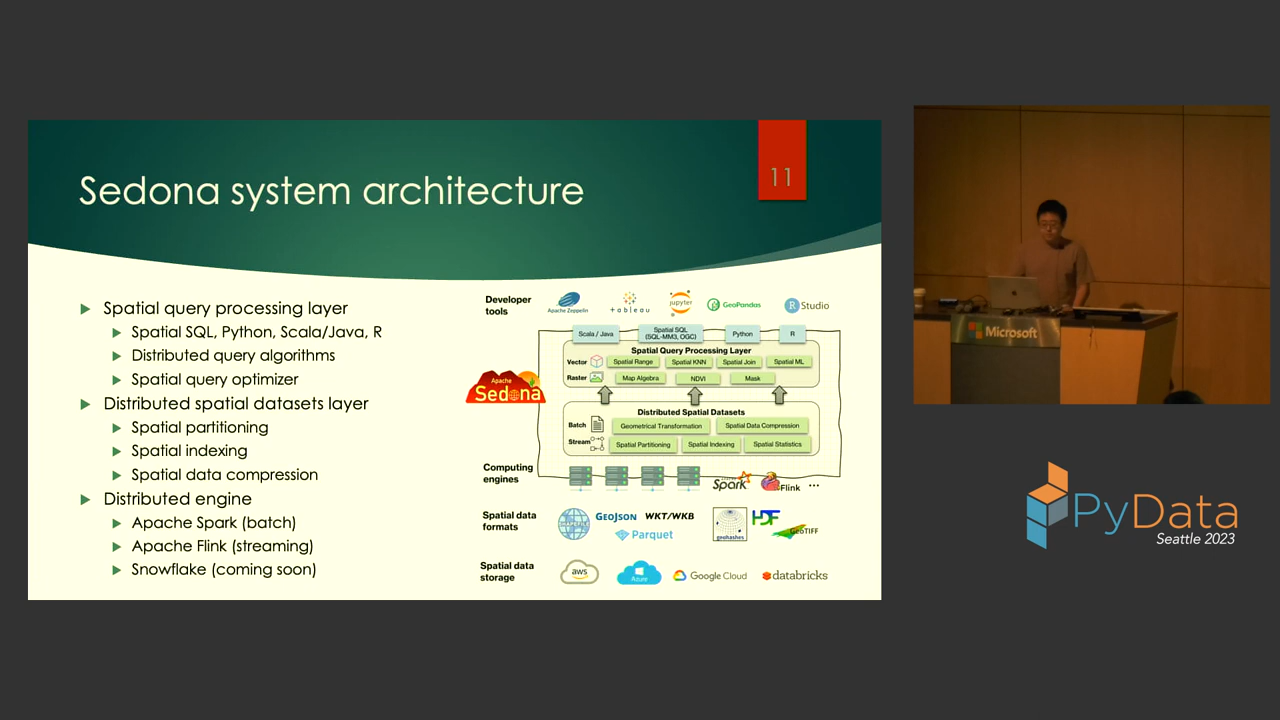 Sedona system architecture
11
Spatial query processing layer
Spatial SQL, Python, Scala/Java, R
Distributed query algorithms
Spatial query optimizer
Distributed spatial datasets layer
Spatial partitioning
Spatial indexing
Spatial data compression
Distributed engine
Apache Spark (batch)
Apache Flink (streaming)
Snowflake (coming soon)
Developer
tools
Apache Zeppelin
+ableau
jupyter
GeoPandas
R Studio
Scala / Java
Spatial SQL
(SQL-MM3, OGC)
Python
R
Spatial Query Processing Layer
Vector
Spatial Range
Spatial KNN
Spatial Join
Spatial ML
Raster
Map Algebra
NDVI
Mask
Apache
Sedona
Distributed Spatial Datasets
Batch
Geometrical Transformation
Spatial Data Compression
Stream
Spatial Partitioning
Spatial Indexing
Spatial Statistics
Computing
engines
Spark
Flink
...
Spatial data
formats
SHAPEFILE
GEOJSON
WKT/WKB
Parquet
geohashes
HDF
GeoTIFF
Spatial data
storage
aws
Azure
Google Cloud
databricks
Microsoft
PyData
Seattle 2023